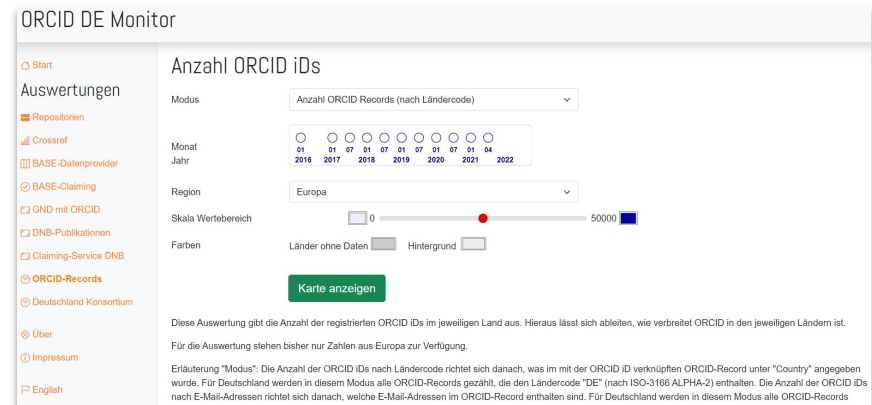 ORCID DE Monitor
Start
Auswertungen
Repositorien
Crossref
BASE-Datenprovider
BASE-Claiming
GND mit ORCID
DNB-Publikationen
Claiming-Service DNB
ORCID-Records
Deutschland Konsortium
Über
Impressum
English
Anzahl ORCID iDs
Modus Anzahl ORCID Records (nach Ländercode)
Monat 01 01 07 01 07 01 07 01 07 01 04
Jahr 2016 2017 2018 2019 2020 2021 2022
Region Europa
Skala Wertebereich 0 50000
Farben Länder ohne Daten Hintergrund
Karte anzeigen
Diese Auswertung gibt die Anzahl der registrierten ORCID iDs im jeweiligen Land aus. Hieraus lässt sich ableiten, wie verbreitet ORCID in den jeweiligen Ländern ist.
Für die Auswertung stehen bisher nur Zahlen aus Europa zur Verfügung.
Erläuterung "Modus": Die Anzahl der ORCID iDs nach Ländercode richtet sich danach, was im mit der ORCID iD verknüpften ORCID-Record unter "Country" angegeben
wurde. Für Deutschland werden in diesem Modus alle ORCID-Records gezählt, die den Ländercode "DE" (nach ISO-3166 ALPHA-2) enthalten. Die Anzahl der ORCID iDs
nach E-Mail-Adressen richtet sich danach, welche E-Mail-Adressen im ORCID-Record enthalten sind. Für Deutschland werden in diesem Modus alle ORCID-Records